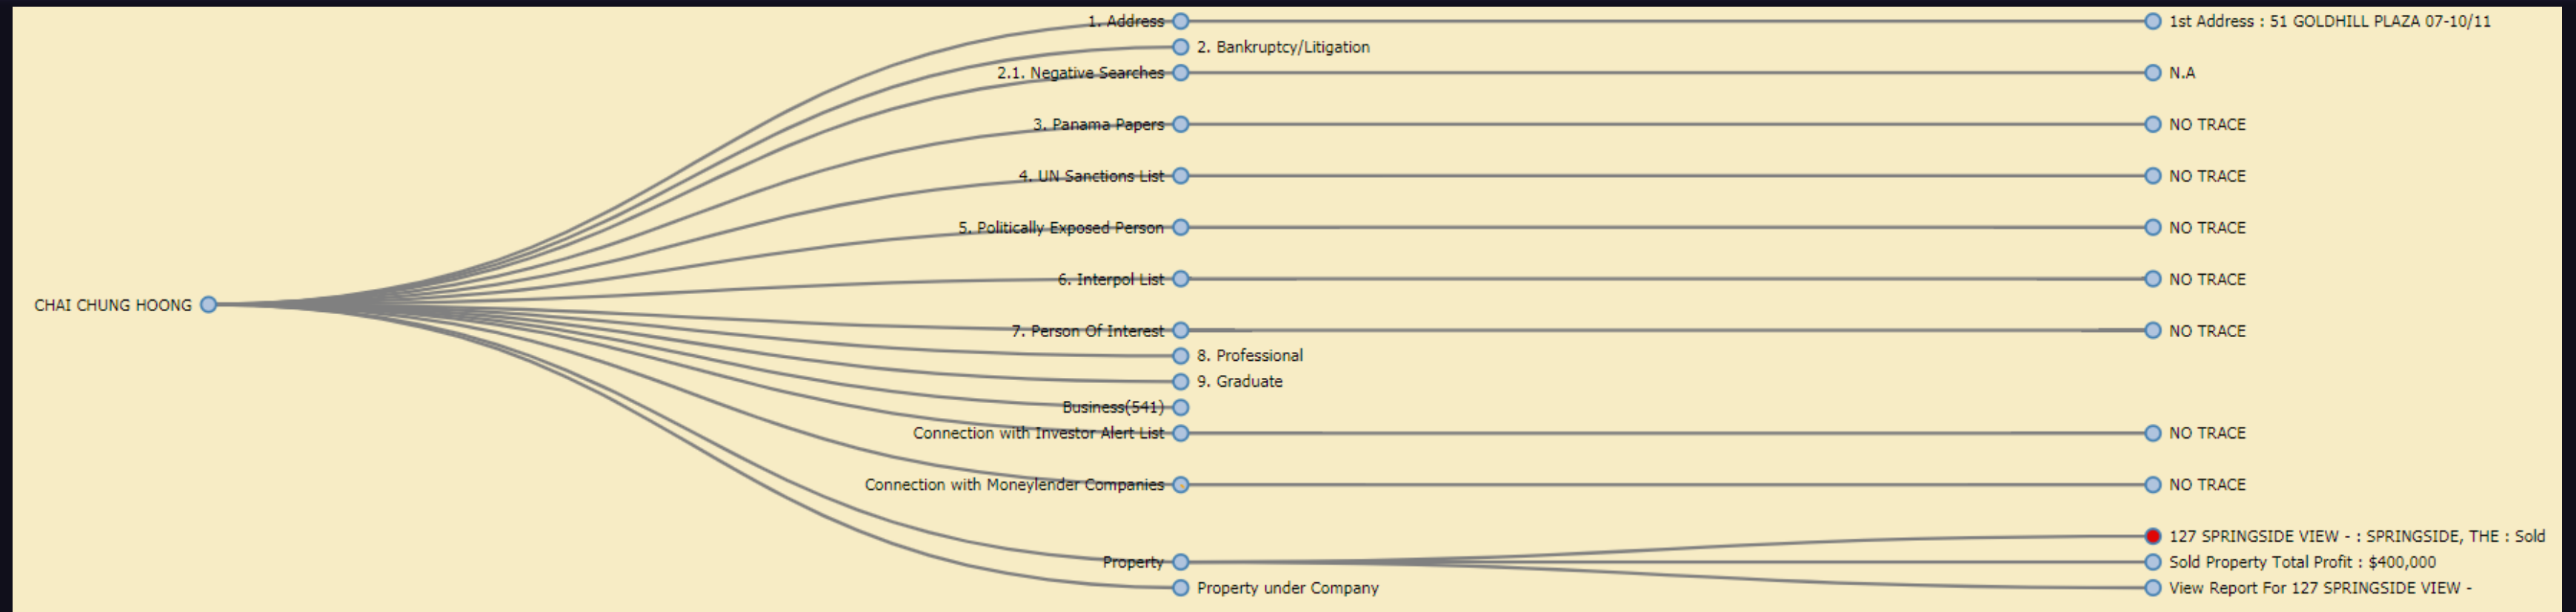 1. Address
1st Address : 51 GOLDHILL PLAZA 07-10/11
2. Bankruptcy/Litigation
2.1. Negative Searches
N.A
3. Panama Papers
NO TRACE
4. UN Sanctions List
NO TRACE
5. Politically Exposed Person
NO TRACE
6. Interpol List
NO TRACE
CHAI CHUNG HOONG
7. Person Of Interest
NO TRACE
8. Professional
9. Graduate
Business(541)
Connection with Investor Alert List
NO TRACE
Connection with Moneylender Companies
NO TRACE
127 SPRINGSIDE VIEW - : SPRINGSIDE, THE : Sold
Property
Sold Property Total Profit : $400,000
Property under Company
View Report For 127 SPRINGSIDE VIEW -